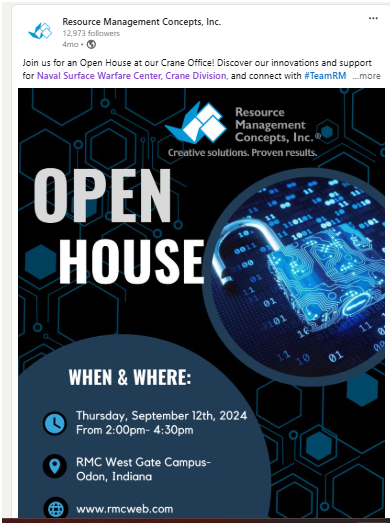 Resource Management Concepts, Inc.
12,973 followers
4mo •
Join us for an Open House at our Crane Office! Discover our innovations and support
for Naval Surface Warfare Center, Crane Division, and connect with #TeamRM ...more
Resource
Management
Concepts, Inc.®
Creative solutions. Proven results.
OPEN
HOUSE
WHEN & WHERE:
Thursday, September 12th, 2024
From 2:00pm- 4:30pm
RMC West Gate Campus-
Odon, Indiana
www.rmcweb.com